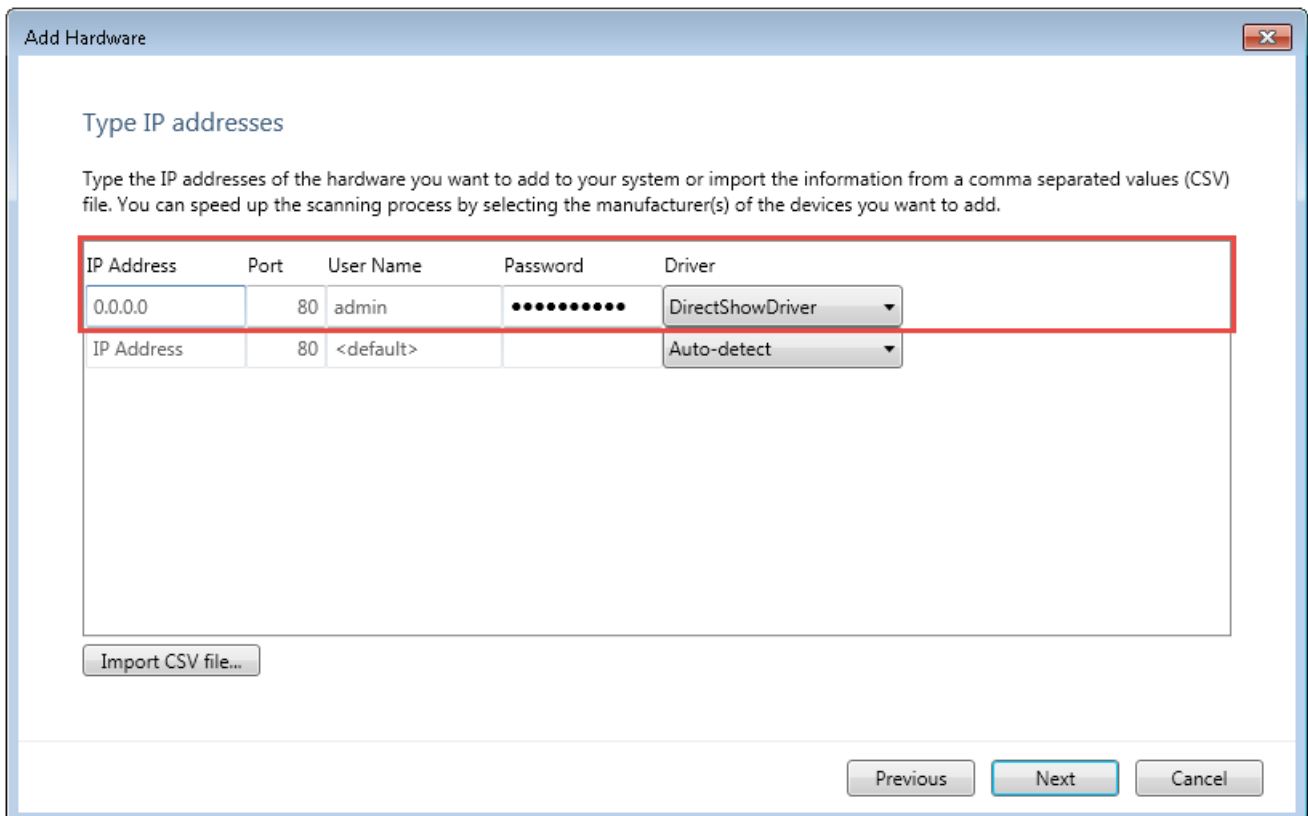 Add Hardware
Type IP addresses
Type the IP addresses of the hardware you want to add to your system or import the information from a comma separated values (CSV)
file. You can speed up the scanning process by selecting the manufacturer(s) of the devices you want to add.
IP Address Port User Name Password Driver
0.0.0.0 80 admin ●●●●●●●●●● DirectShowDriver
IP Address 80 <default> Auto-detect
Import CSV file...
Previous Next Cancel